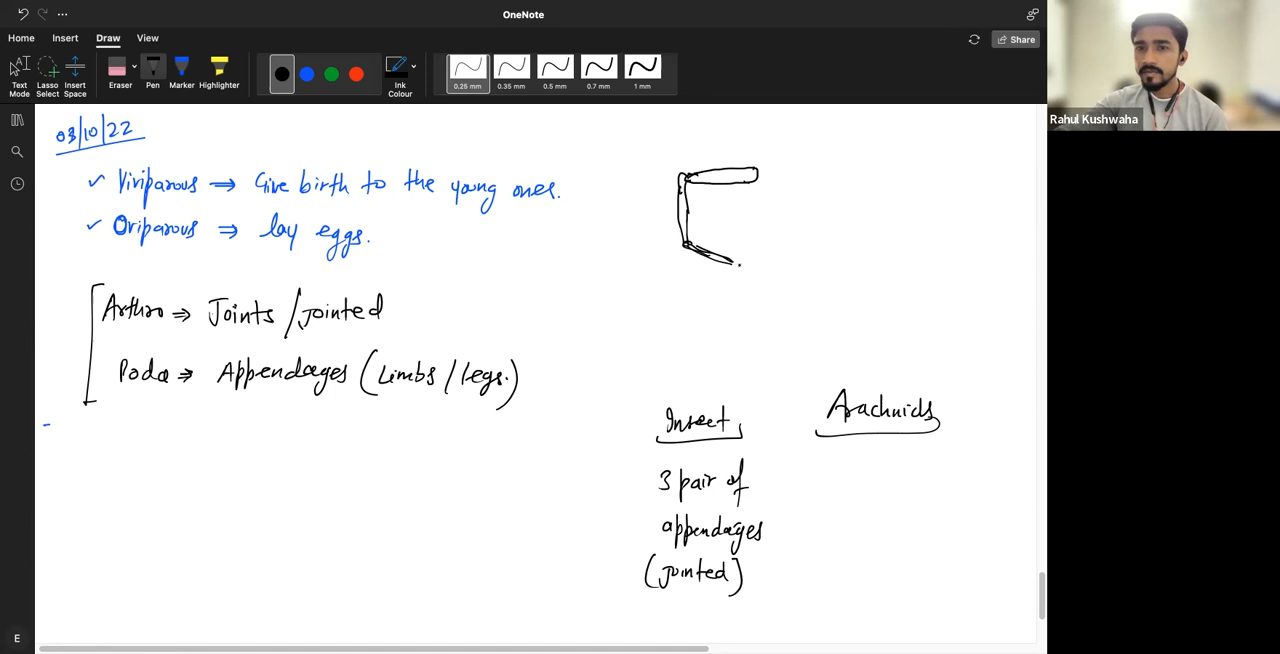 OneNote
Home Insert Draw View
Share
Text Mode
Lasso Select
Insert Space
Eraser
Pen
Marker
Highlighter
Ink Colour
0.25 mm
0.35 mm
0.5 mm
0.7 mm
1 mm
Rahul Kushwaha
03/10/22
✓ Viviparous ⇒ Give birth to the young ones.
✓ Oviparous ⇒ lay eggs.
Arthro ⇒ Joints / Jointed
Poda ⇒ Appendages (Limbs / legs.)
Insect
Arachnids
3 pair of
appendages
(Jointed)
E